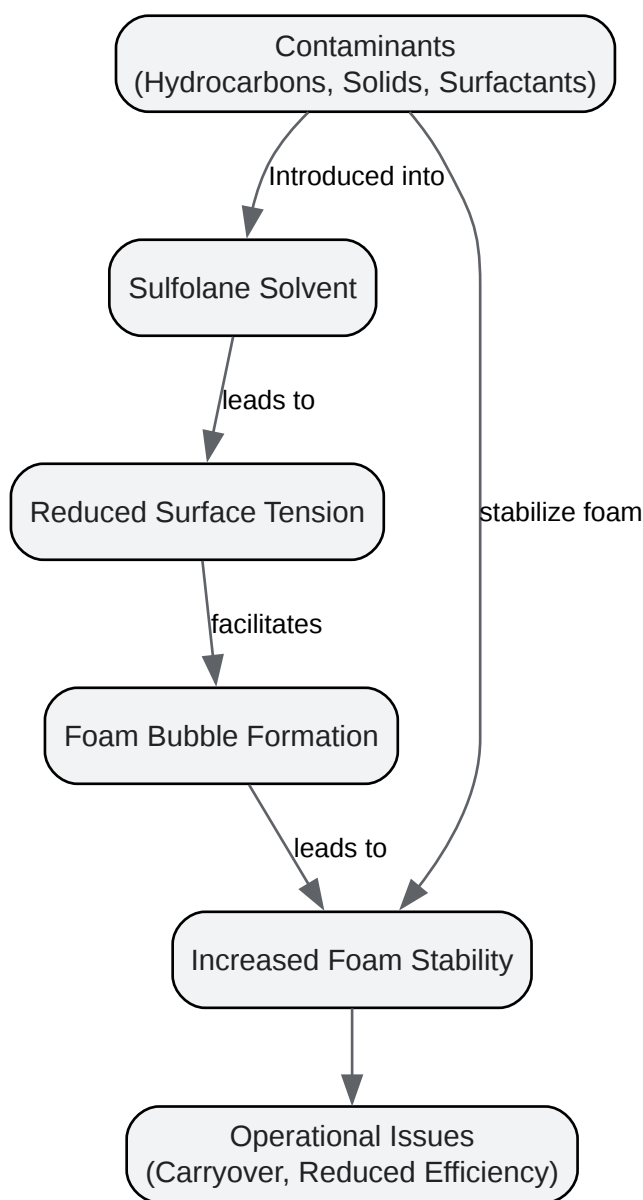 Contaminants
(Hydrocarbons, Solids, Surfactants)
Introduced into
Sulfolane Solvent
leads to
Reduced Surface Tension
stabilize foam
facilitates
Foam Bubble Formation
leads to
Increased Foam Stability
Operational Issues
(Carryover, Reduced Efficiency)